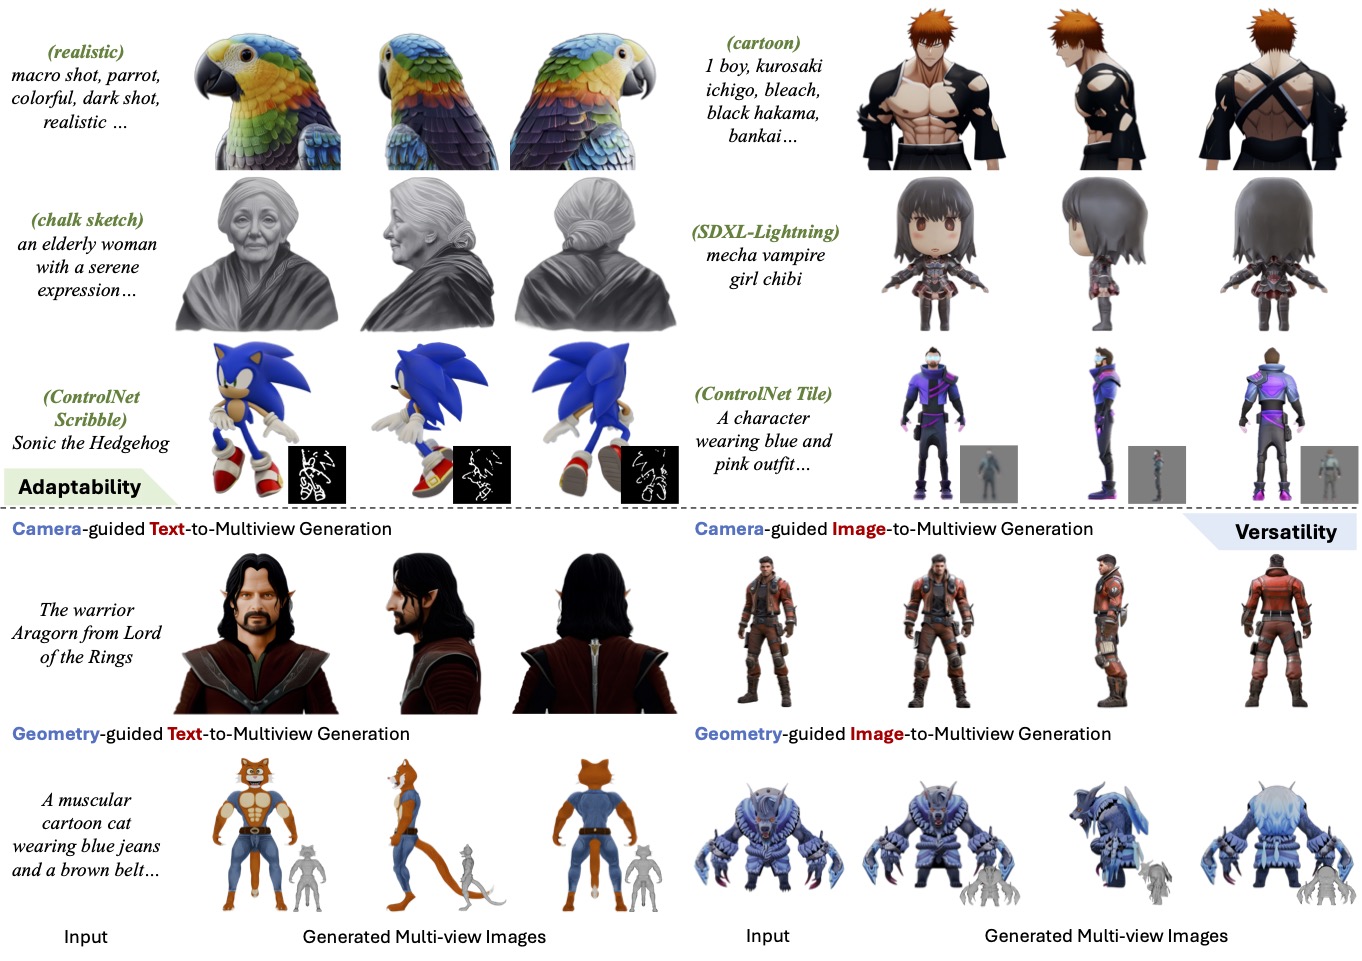 (realistic)
macro shot, parrot,
colorful, dark shot,
realistic …
(cartoon)
1 boy, kurosaki
ichigo, bleach,
black hakama,
bankai…
(chalk sketch)
an elderly woman
with a serene
expression…
(SDXL-Lightning)
mecha vampire
girl chibi
(ControlNet
Scribble)
Sonic the Hedgehog
(ControlNet Tile)
A character
wearing blue and
pink outfit…
Adaptability
Camera-guided Text-to-Multiview Generation
Camera-guided Image-to-Multiview Generation
Versatility
The warrior
Aragorn from Lord
of the Rings
Geometry-guided Text-to-Multiview Generation
Geometry-guided Image-to-Multiview Generation
A muscular
cartoon cat
wearing blue jeans
and a brown belt…
Input
Generated Multi-view Images
Input
Generated Multi-view Images